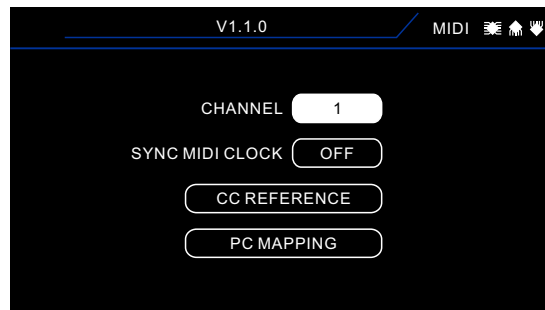 V1.1.0 MIDI
CHANNEL 1
SYNC MIDI CLOCK OFF
CC REFERENCE
PC MAPPING